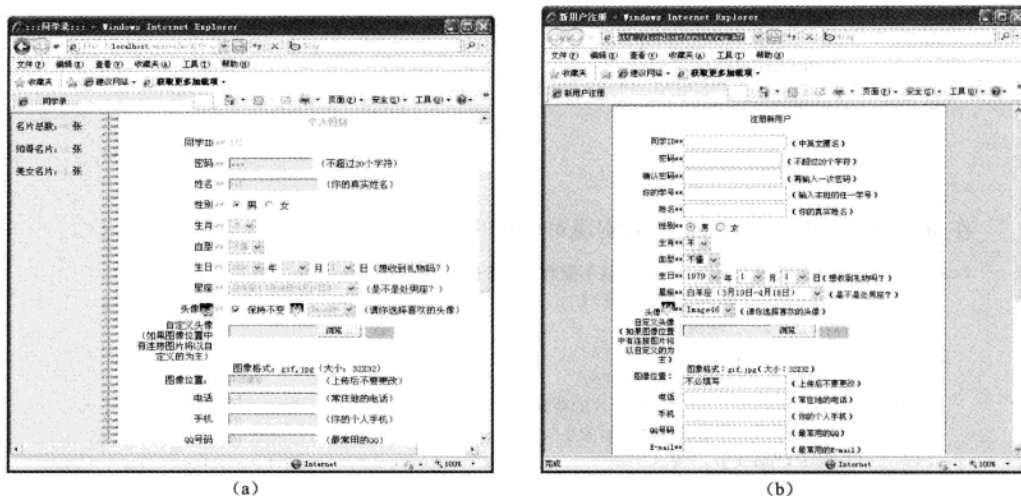 :::同学录::: - Windows Internet Explorer
localhost
文件(F) 编辑(E) 查看(V) 收藏夹(A) 工具(T) 帮助(H)
收藏夹 建议网站 获取更多加载项
同学录
页面(P) 安全(S) 工具(O)
名片总数: 张
帅哥名片: 张
美女名片: 张
同学ID
密码 (不超过20个字符)
姓名 (你的真实姓名)
性别 男 女
生肖
血型
生日 年 月 日(想收到礼物吗?)
星座 (是不是处男座?)
头像 保持不变 (请你选择喜欢的头像)
自定义头像
(如果图像位置中
有连接图片将以自
定义的为主)
浏览
图象格式:gif,jpg(大小:32X32)
图像位置: (上传后不要更改)
电话 (常住地的电话)
手机 (你的个人手机)
QQ号码 (最常用的QQ)
Internet 100%
(a)
新用户注册 - Windows Internet Explorer
文件(F) 编辑(E) 查看(V) 收藏夹(A) 工具(T) 帮助(H)
收藏夹 建议网站 获取更多加载项
新用户注册
页面(P) 安全(S) 工具(O)
注册新用户
同学ID** (中英文匿名)
密码** (不超过20个字符)
确认密码** (再输入一次密码)
你的学号** (输入本班的任一学号)
姓名** (你的真实姓名)
性别** 男 女
生肖** 不
血型** 不懂
生日** 1979 年 1 月 1 日(想收到礼物吗?)
星座** 白羊座(3月19日-4月18日) (是不是处男座?)
头像** Image06 (请你选择喜欢的头像)
自定义头像
(如果图像位置
中有连接图片将
以自定义的为
主)
浏览
图象格式:gif,jpg(大小:32X32)
图像位置: 不必填写 (上传后不要更改)
电话 (常住地的电话)
手机 (你的个人手机)
QQ号码 (最常用的QQ)
E-mail** (最常用的E-mail)
完成 Internet 100%
(b)